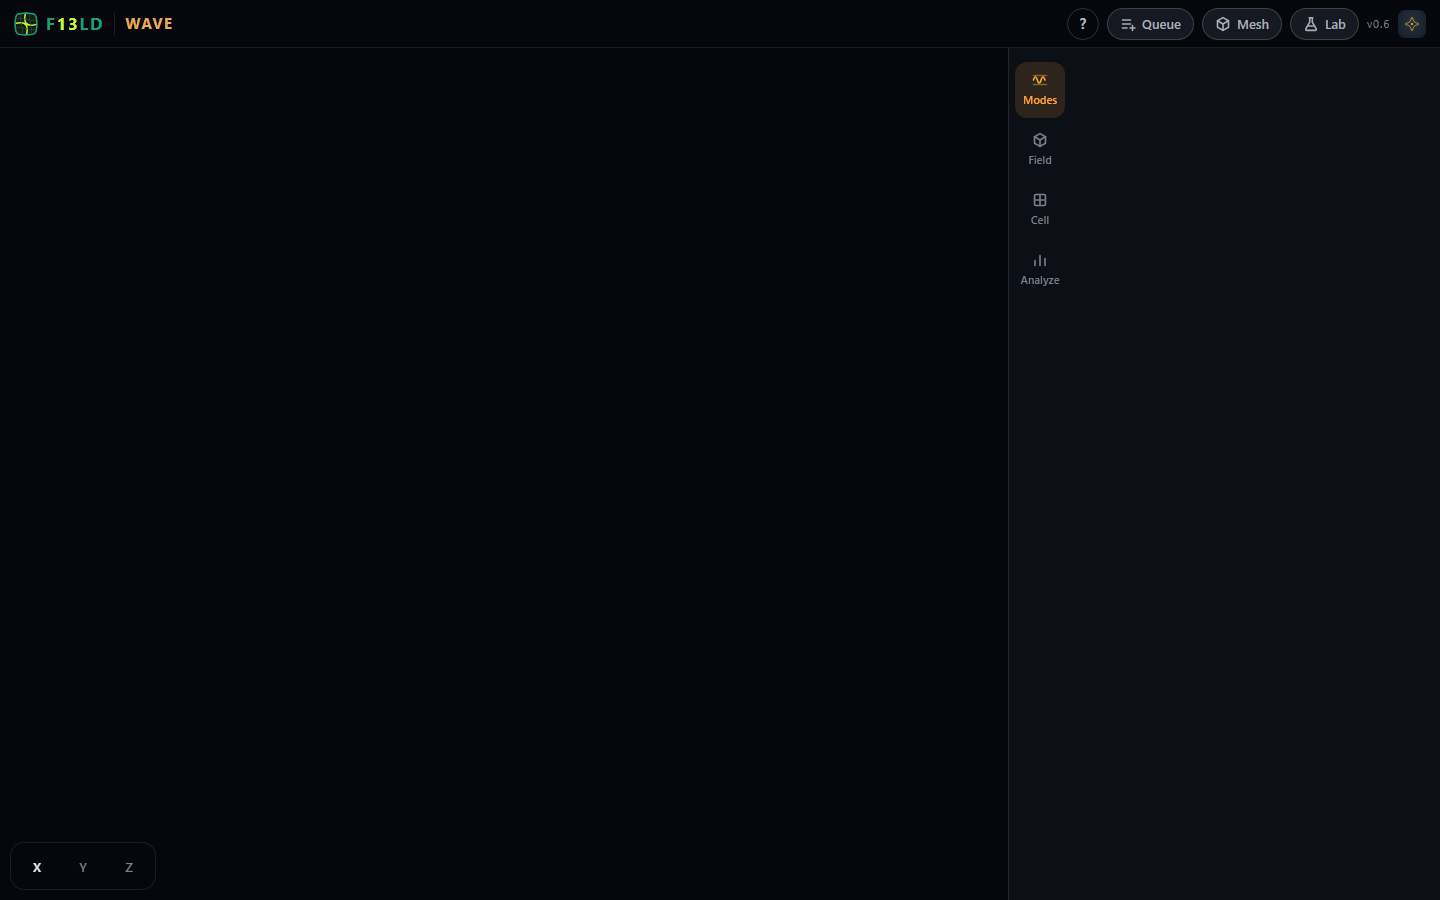 F13LD WAVE
? Queue Mesh Lab v0.6
Modes
Field
Cell
Analyze
X Y Z